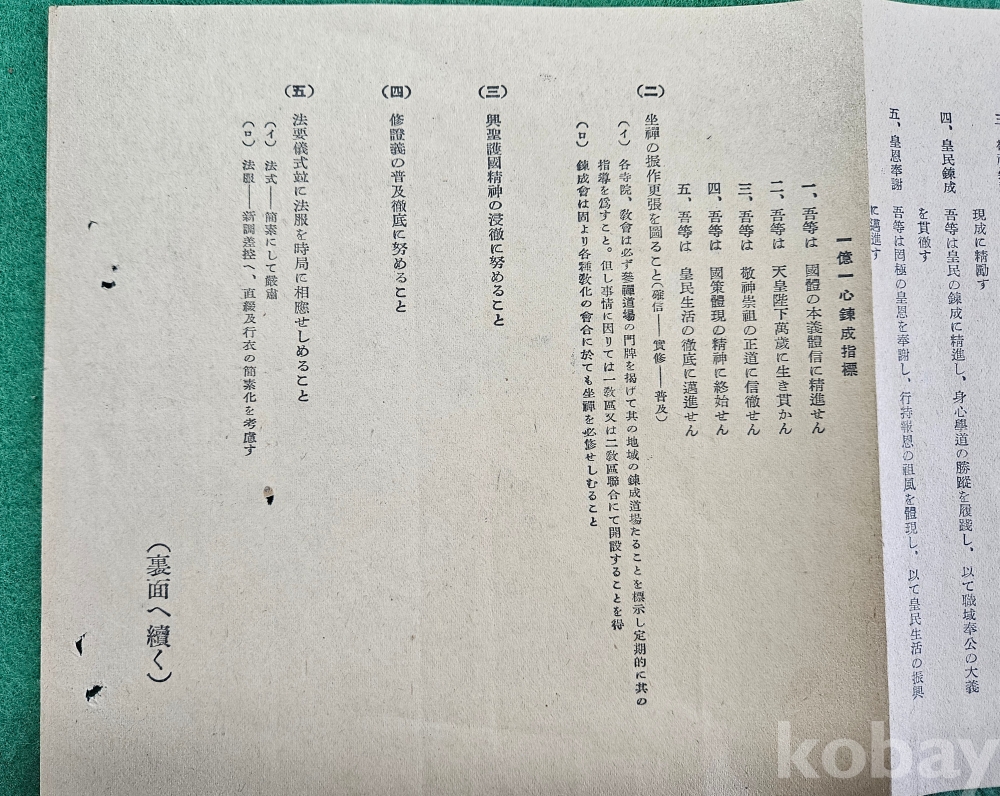 現成に精勵す
四、皇民錬成　吾等は皇民の錬成に精進し、身心學道の勝蹤を履踐し、以て職域奉公の大義
を貫徹す
五、皇恩奉謝　吾等は罔極の皇恩を奉謝し、行持報恩の祖風を體現し、以て皇民生活の振興
に邁進す
一億一心錬成指標
一、吾等は　國體の本義體信に精進せん
二、吾等は　天皇陛下萬歲に生き貫かん
三、吾等は　敬神崇祖の正道に信徹せん
四、吾等は　國策體現の精神に終始せん
五、吾等は　皇民生活の徹底に邁進せん
(二)　坐禪の振作更張を圖ること(確信――實修――普及)
(イ)　各寺院、敎會は必ず參禪道場の門牌を揭げて其の地域の錬成道場たることを標示し定期的に其の
指導を爲すこと。但し事情に因りては一敎區又は二敎區聯合にて開設することを得
(ロ)　錬成會は固より各種敎化の會合に於ても坐禪を必修せしむること
(三)　興聖護國精神の浸徹に努めること
(四)　修證義の普及徹底に努めること
(五)　法要儀式竝に法服を時局に相應せしめること
(イ)　法式――簡素にして嚴肅
(ロ)　法服――新調差控へ、直綴及行衣の簡素化を考慮す
(裏面へ續く)
kobay